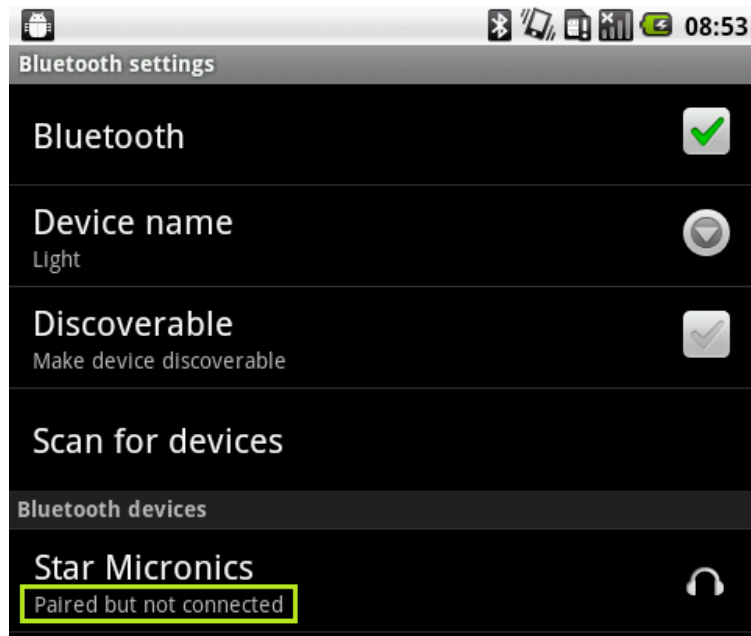 08:53
Bluetooth settings
Bluetooth
Device name
Light
Discoverable
Make device discoverable
Scan for devices
Bluetooth devices
Star Micronics
Paired but not connected